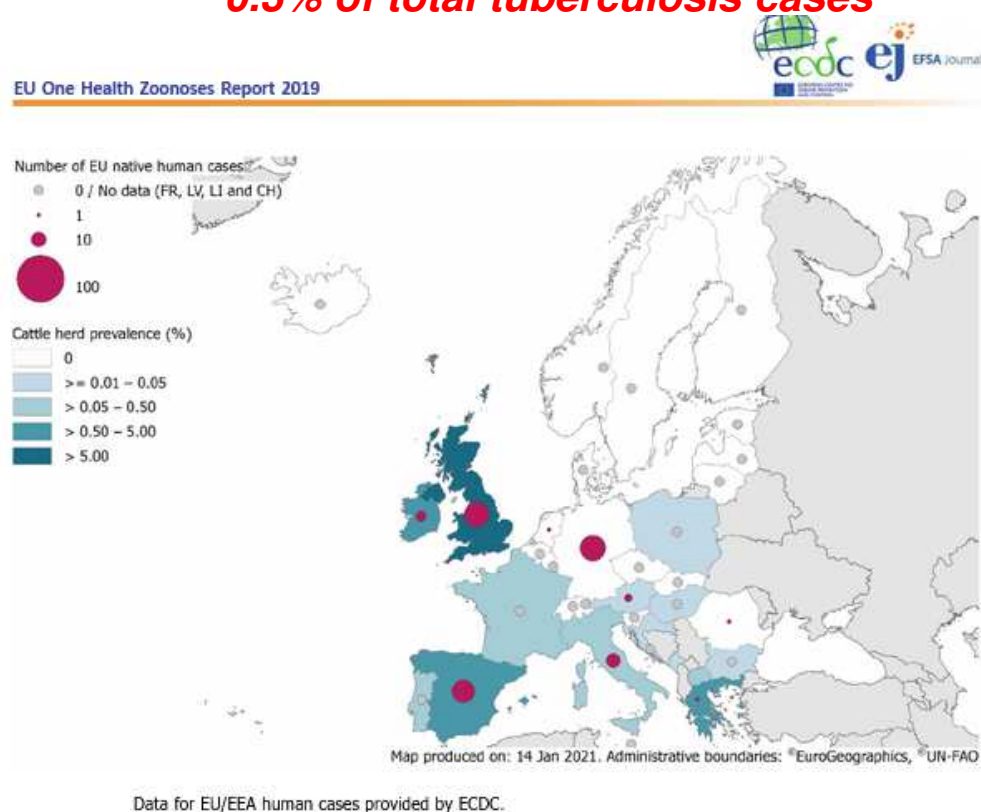 0.5% of total tuberculosis cases
ecdc
ej EFSA Journal
EU One Health Zoonoses Report 2019
Number of EU native human cases
0 / No data (FR, LV, LI and CH)
1
10
100
Cattle herd prevalence (%)
0
>= 0.01 – 0.05
> 0.05 – 0.50
> 0.50 – 5.00
> 5.00
Map produced on: 14 Jan 2021. Administrative boundaries: ©EuroGeographics, ©UN-FAO
Data for EU/EEA human cases provided by ECDC.